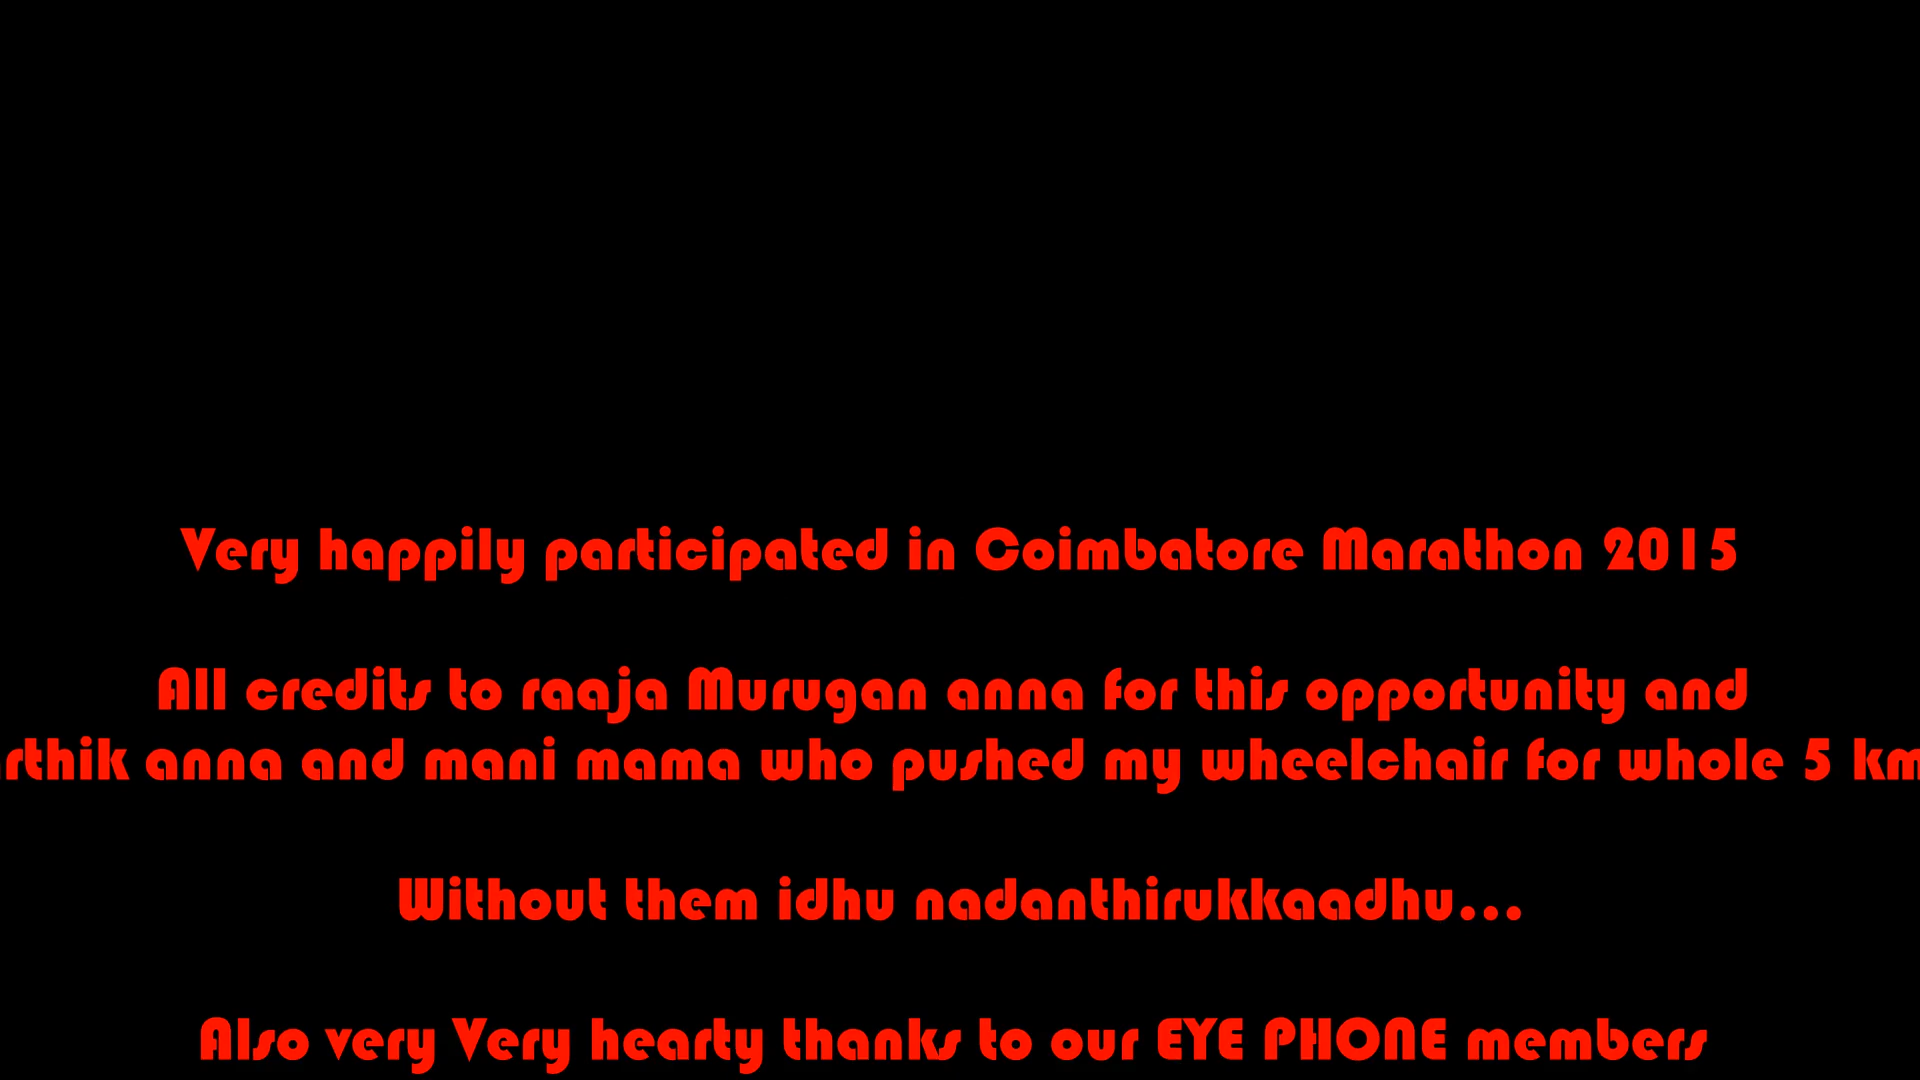 Very happily participated in Coimbatore Marathon 2015
All credits to raaja Murugan anna for this opportunity and
rthik anna and mani mama who pushed my wheelchair for whole 5 km
Without them idhu nadanthirukkaadhu...
Also very Very hearty thanks to our EYE PHONE members